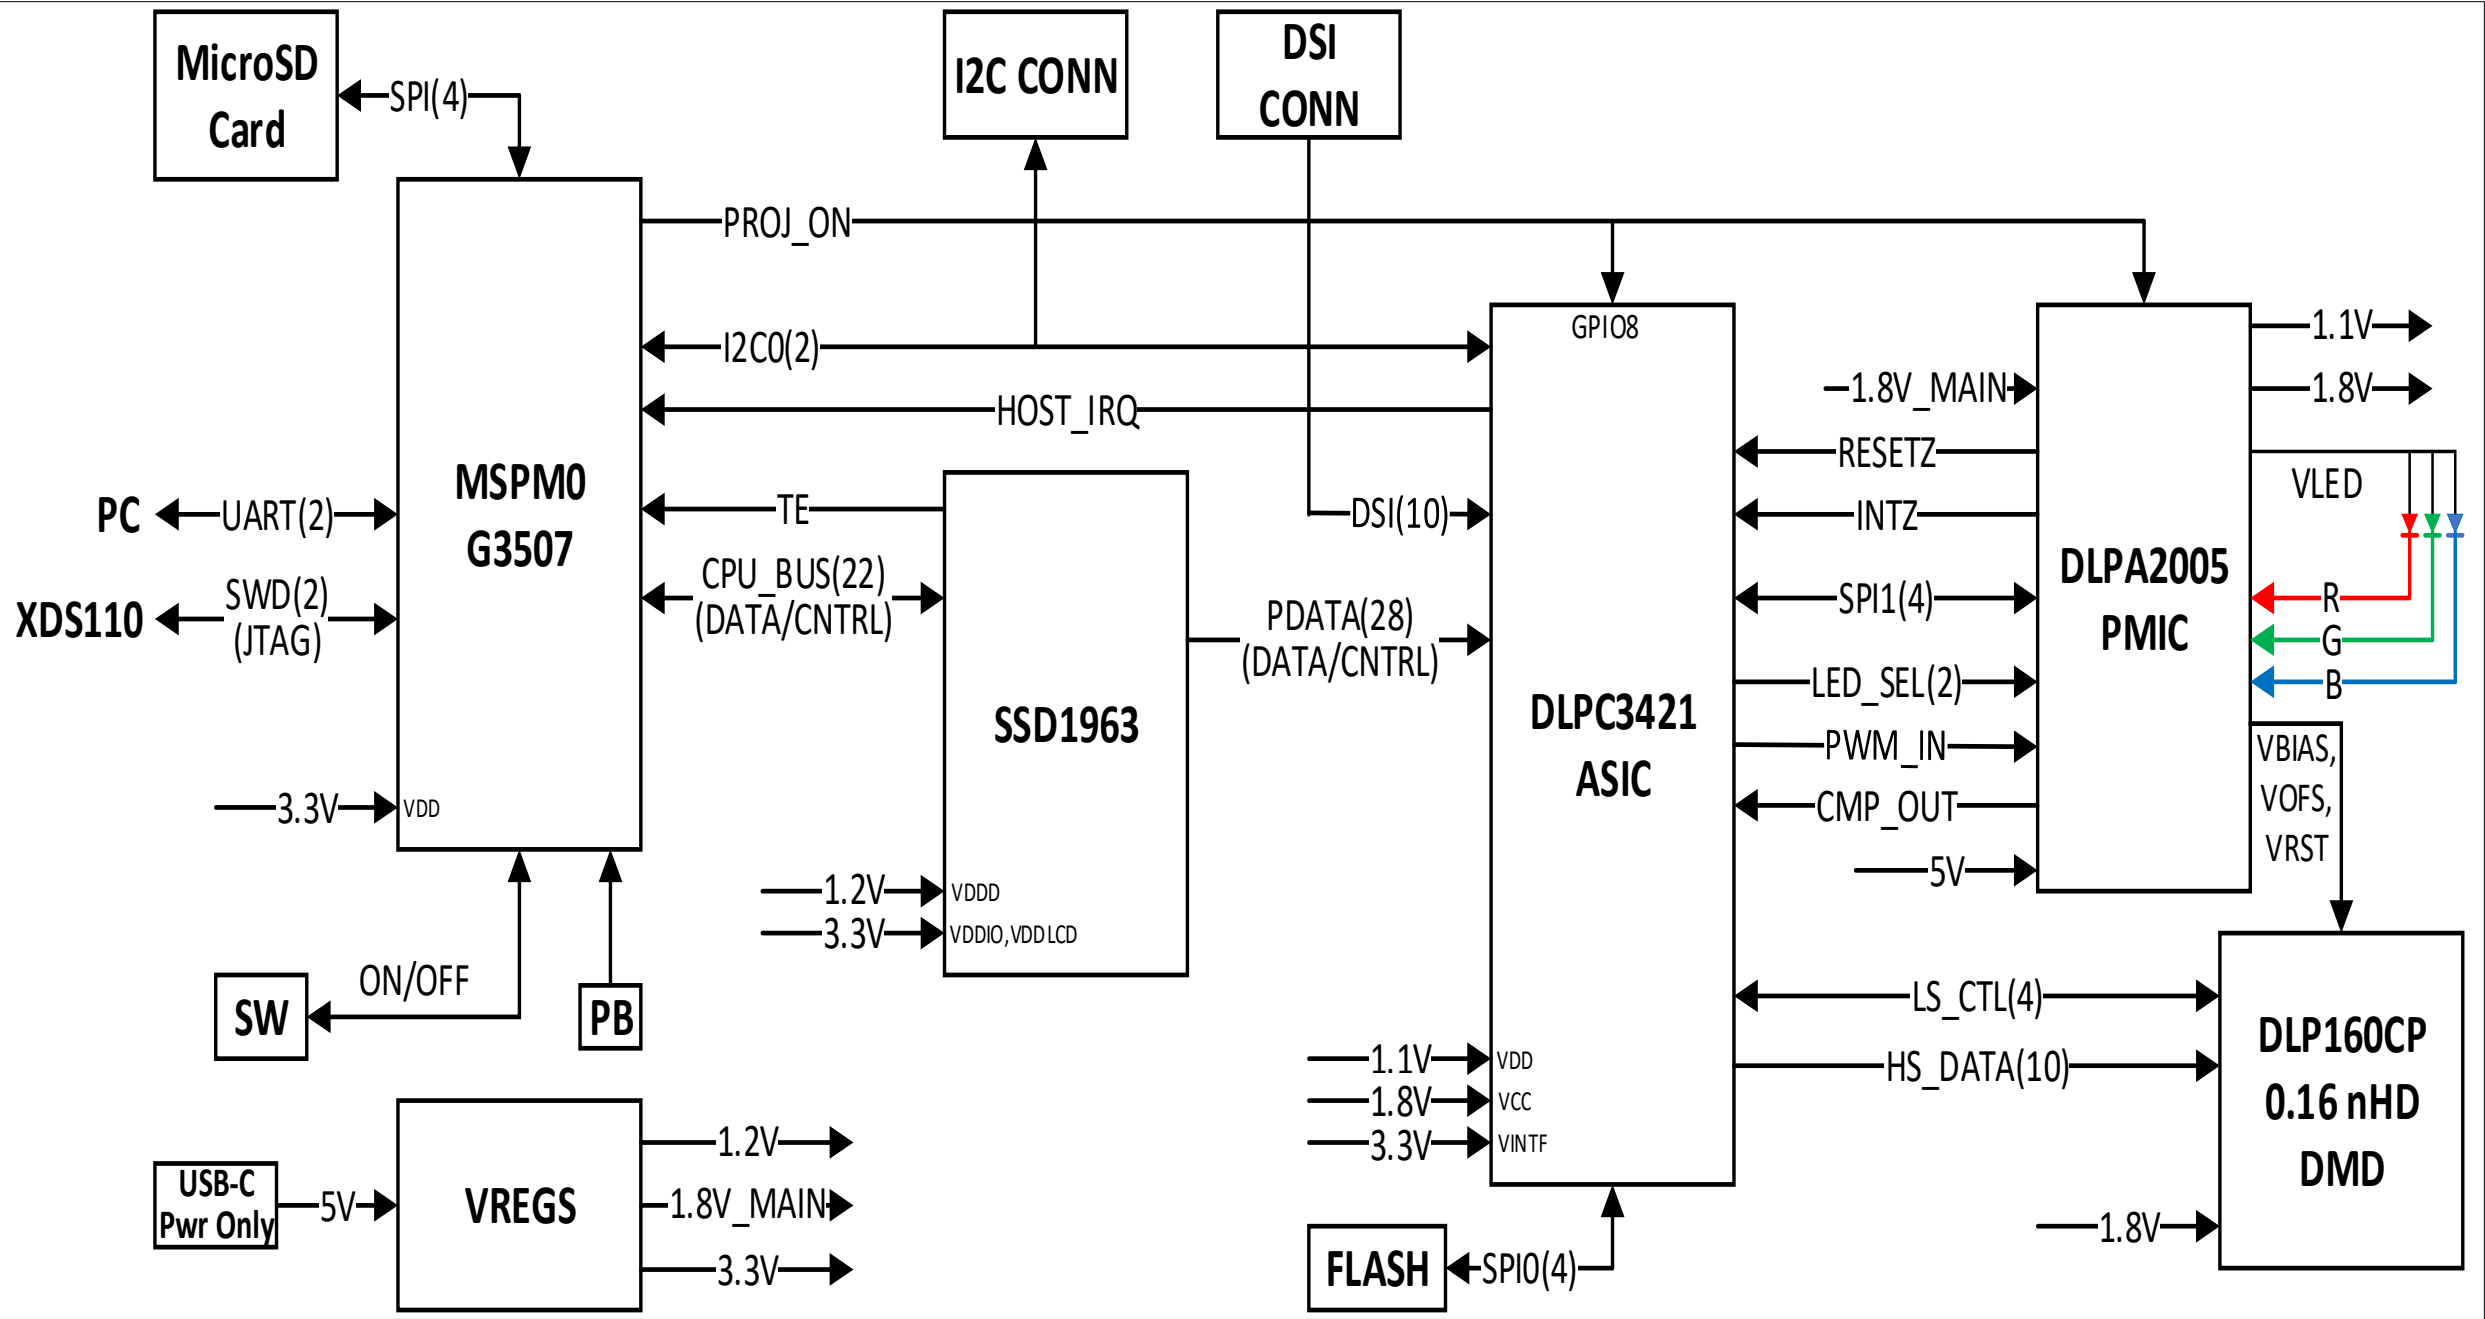 MicroSD
Card
SPI(4)
I2C CONN
DSI
CONN
PROJ_ON
I2C0(2)
HOST_IRQ
GPIO8
1.8V_MAIN
RESETZ
INTZ
SPI1(4)
LED_SEL(2)
PWM_IN
CMP_OUT
5V
1.1V
1.8V
VLED
R
G
B
VBIAS,
VOFS,
VRST
DLPA2005
PMIC
MSPM0
G3507
PC
UART(2)
XDS110
SWD(2)
(JTAG)
3.3V
VDD
TE
CPU_BUS(22)
(DATA/CNTRL)
SSD1963
1.2V
VDDD
3.3V
VDDIO,VDDLCD
DSI(10)
PDATA(28)
(DATA/CNTRL)
DLPC3421
ASIC
1.1V
VDD
1.8V
VCC
3.3V
VINTF
LS_CTL(4)
HS_DATA(10)
DLP160CP
0.16 nHD
DMD
1.8V
SW
ON/OFF
PB
USB-C
Pwr Only
5V
VREGS
1.2V
1.8V_MAIN
3.3V
FLASH
SPI0(4)